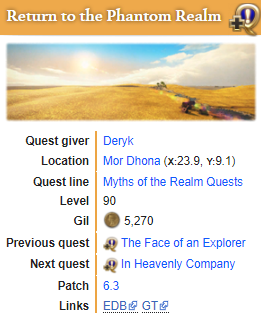 Return to the Phantom Realm
Quest giver Deryk
Location Mor Dhona (X:23.9, Y:9.1)
Quest line Myths of the Realm Quests
Level 90
Gil 5,270
Previous quest The Face of an Explorer
Next quest In Heavenly Company
Patch 6.3
Links EDB GT